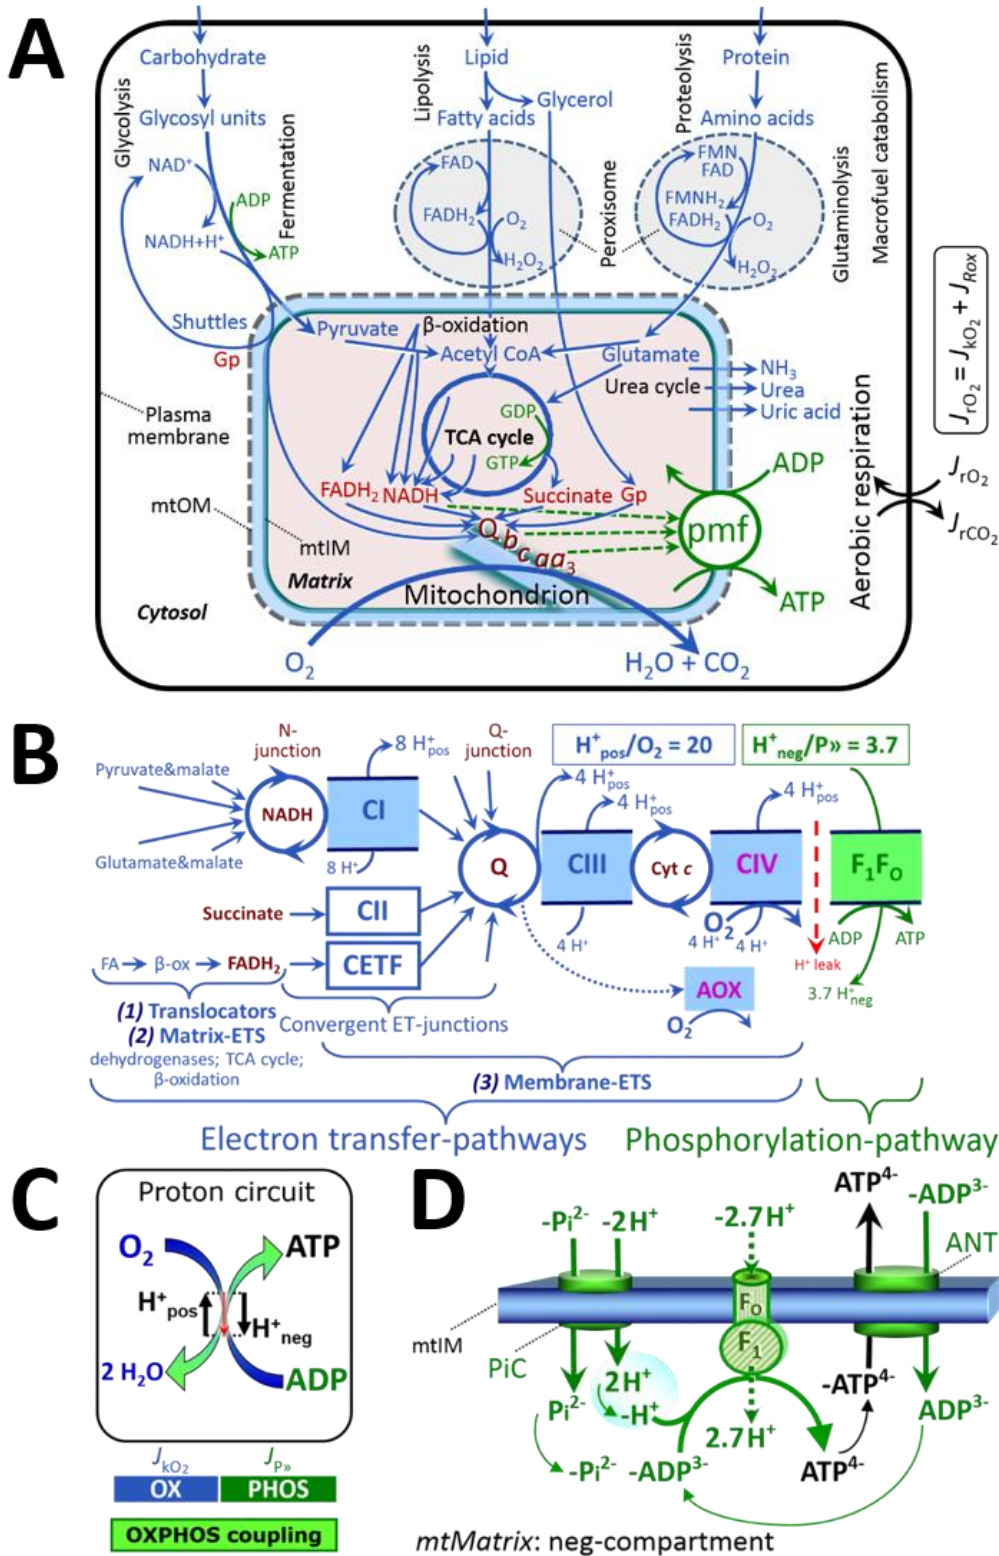 A
Carbohydrate
Lipid
Protein
Glycolysis
Glycosyl units
Fermentation
NAD⁺
ADP
NADH+H⁺
ATP
Shuttles
Gp
Lipolysis
Glycerol
Fatty acids
FAD
FADH₂
O₂
H₂O₂
Peroxisome
Proteolysis
Amino acids
FMN
FAD
FMNH₂
FADH₂
O₂
H₂O₂
Glutaminolysis
Macrofuel catabolism
Pyruvate
β-oxidation
Acetyl CoA
Glutamate
Urea cycle
NH₃
Urea
Uric acid
GDP
TCA cycle
GTP
FADH₂ NADH
Succinate Gp
Q b c aa₃
pmf
ADP
ATP
Plasma
membrane
mtOM
mtIM
Matrix
Mitochondrion
Cytosol
O₂
H₂O + CO₂
Aerobic respiration
JrO₂ = JkO₂ + JRox
JrO₂
JrCO₂
B
N-
junction
8 H⁺pos
Q-
junction
H⁺pos/O₂ = 20
H⁺neg/P» = 3.7
Pyruvate&malate
NADH
CI
4 H⁺pos
4 H⁺pos
4 H⁺pos
Glutamate&malate
8 H⁺
Q
CIII
Cyt c
CIV
F₁FO
Succinate
CII
4 H⁺
O₂
4 H⁺
4 H⁺
ADP
ATP
H⁺ leak
FA
β-ox
FADH₂
CETF
AOX
O₂
3.7 H⁺neg
(1) Translocators
(2) Matrix-ETS
dehydrogenases; TCA cycle;
β-oxidation
Convergent ET-junctions
(3) Membrane-ETS
Electron transfer-pathways
Phosphorylation-pathway
C
Proton circuit
O₂
ATP
H⁺pos
H⁺neg
2 H₂O
ADP
JkO₂
JP»
OX
PHOS
OXPHOS coupling
D
-Pi²⁻
-2H⁺
-2.7H⁺
ATP⁴⁻
-ADP³⁻
ANT
FO
F₁
mtIM
PiC
Pi²⁻
2H⁺
-H⁺
2.7H⁺
-ATP⁴⁻
ADP³⁻
-Pi²⁻
-ADP³⁻
ATP⁴⁻
mtMatrix: neg-compartment